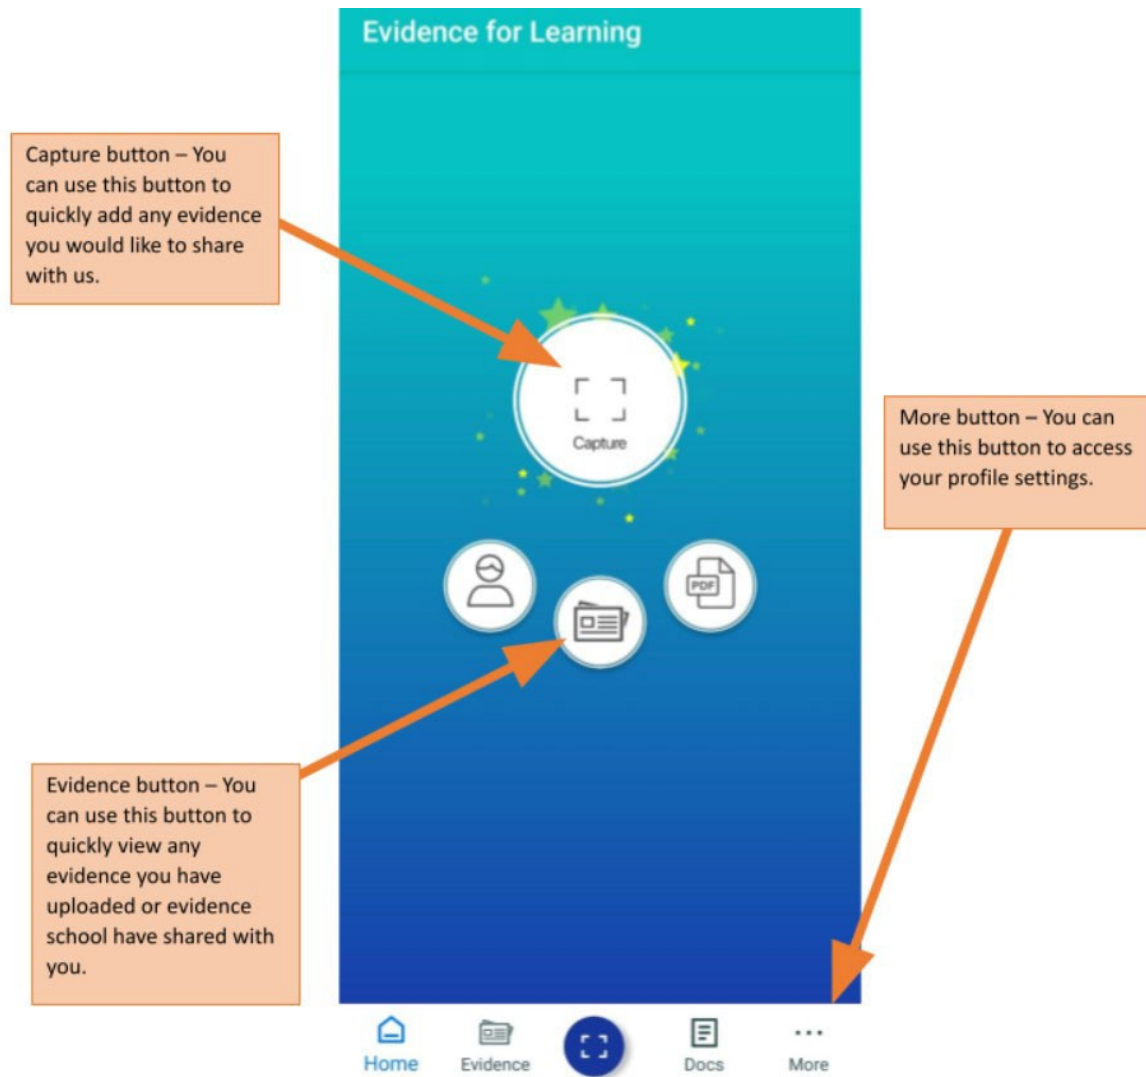 Evidence for Learning
Capture button – You
can use this button to
quickly add any evidence
you would like to share
with us.
Capture
More button – You can
use this button to access
your profile settings.
PDF
Evidence button – You
can use this button to
quickly view any
evidence you have
uploaded or evidence
school have shared with
you.
Home
Evidence
Docs
More